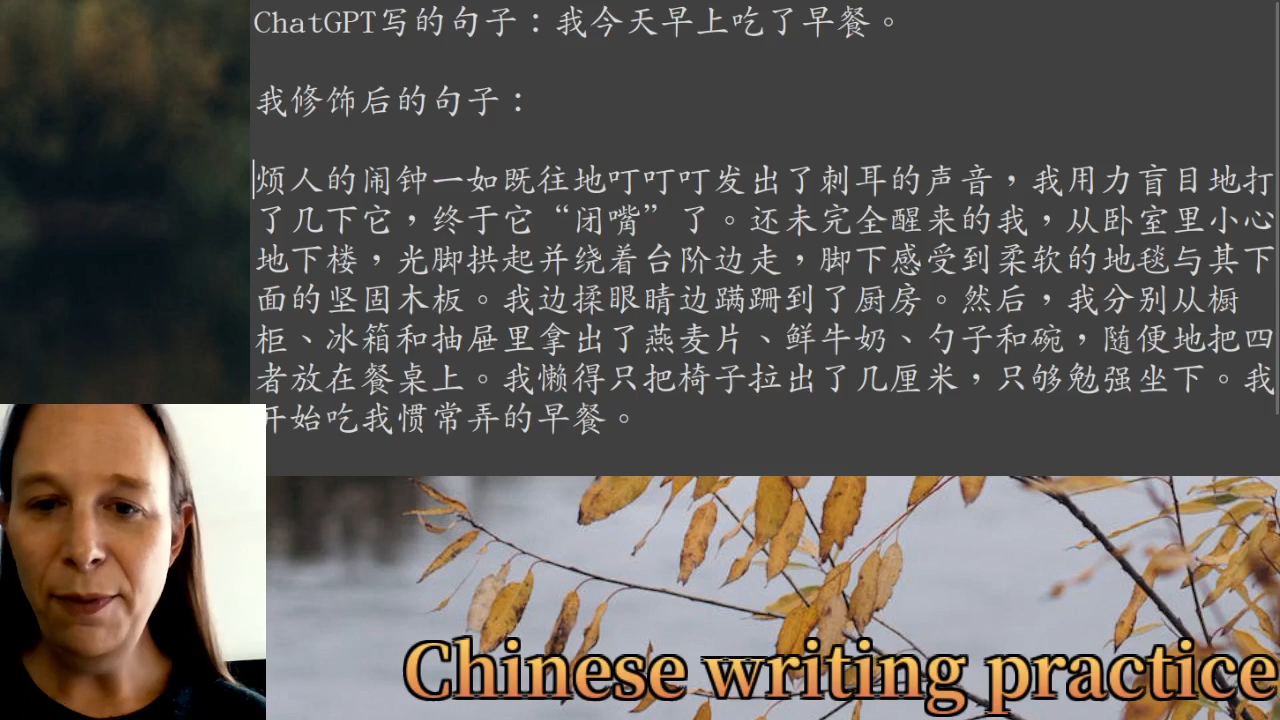 ChatGPT写的句子：我今天早上吃了早餐。
我修饰后的句子：
烦人的闹钟一如既往地叮叮叮发出了刺耳的声音，我用力盲目地打
了几下它，终于它“闭嘴”了。还未完全醒来的我，从卧室里小心
地下楼，光脚拱起并绕着台阶边走，脚下感受到柔软的地毯与其下
面的坚固木板。我边揉眼睛边蹒跚到了厨房。然后，我分别从橱
柜、冰箱和抽屉里拿出了燕麦片、鲜牛奶、勺子和碗，随便地把四
者放在餐桌上。我懒得只把椅子拉出了几厘米，只够勉强坐下。我
开始吃我惯常弄的早餐。
Chinese writing practice